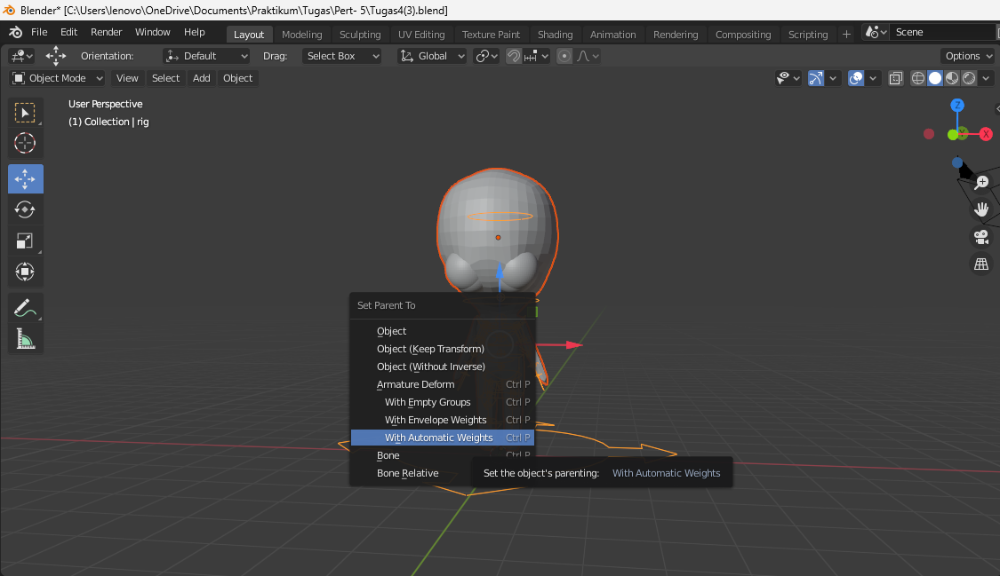 Blender* [C:\Users\lenovo\OneDrive\Documents\Praktikum\Tugas\Pert- 5\Tugas4(3).blend]
File Edit Render Window Help Layout Modeling Sculpting UV Editing Texture Paint Shading Animation Rendering Compositing Scripting + Scene
Orientation: Default Drag: Select Box Global Options
Object Mode View Select Add Object
User Perspective
(1) Collection | rig
Z
Y
X
Set Parent To
Object
Object (Keep Transform)
Object (Without Inverse)
Armature Deform Ctrl P
With Empty Groups Ctrl P
With Envelope Weights Ctrl P
With Automatic Weights Ctrl P
Bone Ctrl P
Bone Relative
Set the object's parenting: With Automatic Weights